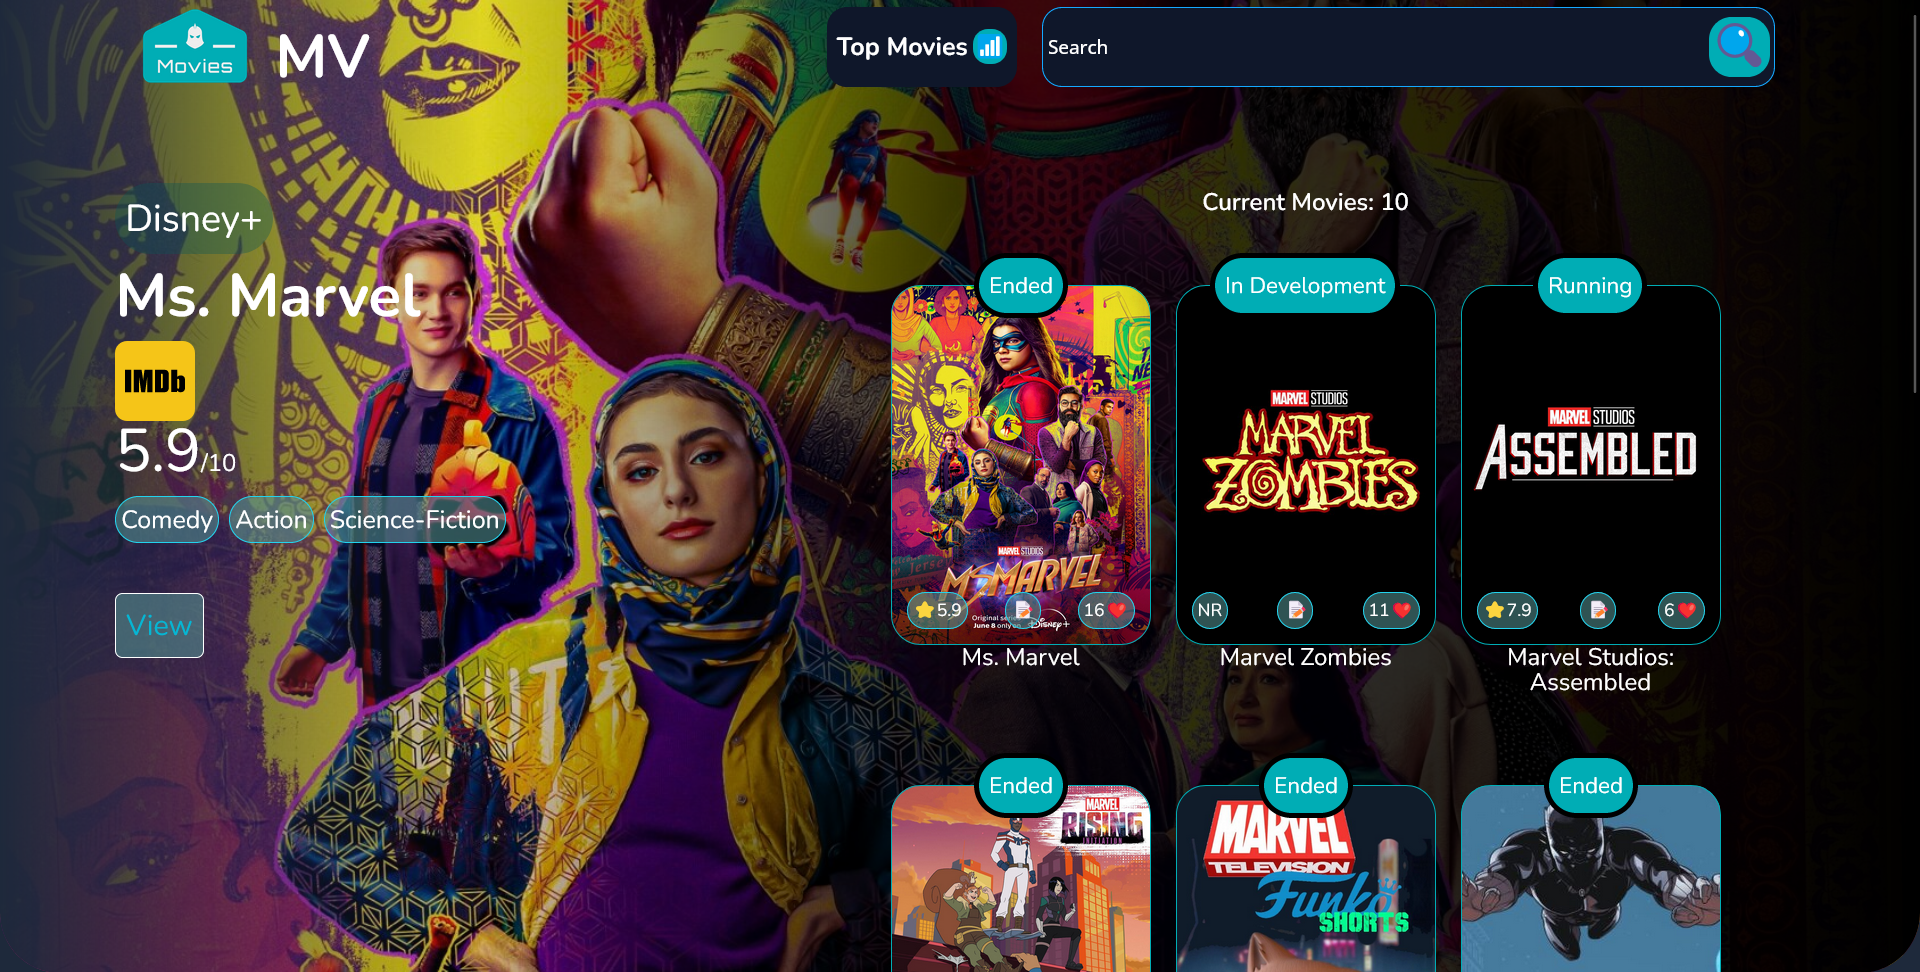 Movies
MV
Top Movies
Search
Disney+
Ms. Marvel
IMDb
5.9/10
Comedy
Action
Science-Fiction
View
Current Movies: 10
Ended
MARVEL STUDIOS
MS MARVEL
Original series
June 8 only on
Disney+
5.9
16
Ms. Marvel
In Development
MARVEL STUDIOS
MARVEL
ZOMBIES
NR
11
Marvel Zombies
Running
MARVEL STUDIOS
ASSEMBLED
7.9
6
Marvel Studios:
Assembled
Ended
MARVEL
RISING
INITIATION
Ended
MARVEL
TELEVISION
Funko
SHORTS
Ended